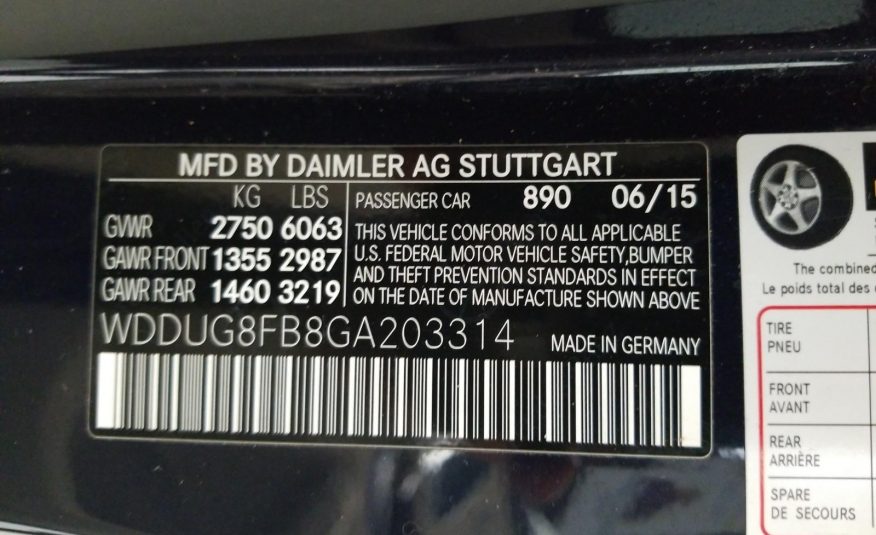 MFD BY DAIMLER AG STUTTGART
KG LBS
GVWR 2750 6063
GAWR FRONT 1355 2987
GAWR REAR 1460 3219
PASSENGER CAR 890 06/15
THIS VEHICLE CONFORMS TO ALL APPLICABLE
U.S. FEDERAL MOTOR VEHICLE SAFETY,BUMPER
AND THEFT PREVENTION STANDARDS IN EFFECT
ON THE DATE OF MANUFACTURE SHOWN ABOVE
WDDUG8FB8GA203314 MADE IN GERMANY
The combined
Le poids total des
TIRE
PNEU
FRONT
AVANT
REAR
ARRIÈRE
SPARE
DE SECOURS